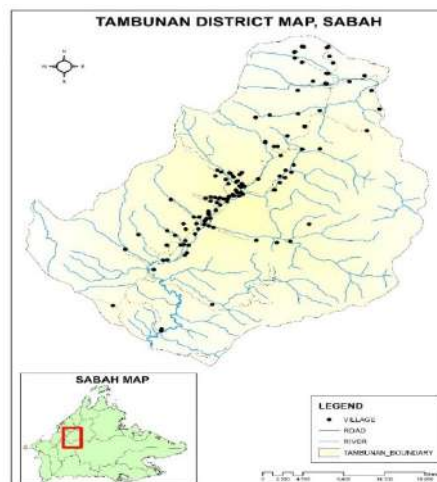 TAMBUNAN DISTRICT MAP, SABAH
N
W
E
S
SABAH MAP
LEGEND
VILLAGE
ROAD
RIVER
TAMBUNAN_BOUNDARY